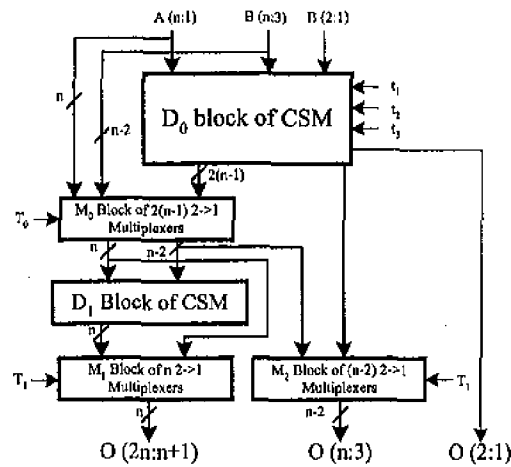 A (n:1) B (n:3) B (2:1)
n
n-2
D0 block of CSM
t1
t2
t3
2(n-1)
T0
M0 Block of 2(n-1) 2->1
Multiplexers
n
n-2
D1 Block of CSM
n
T1
M1 Block of n 2->1
Multiplexers
M2 Block of (n-2) 2->1
Multiplexers
T1
n
n-2
O (2n:n+1) O (n:3) O (2:1)